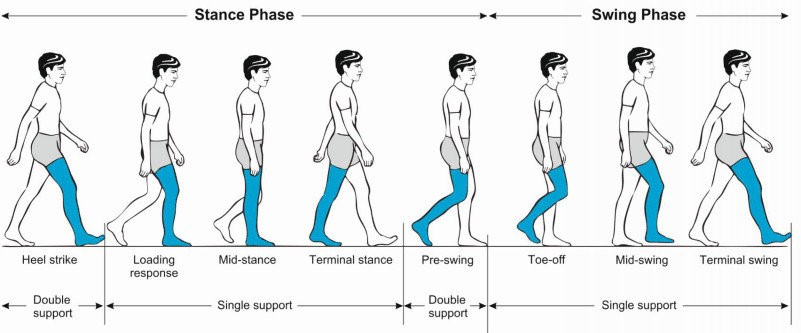 Stance Phase
Swing Phase
Heel strike
Loading
response
Mid-stance
Terminal stance
Pre-swing
Toe-off
Mid-swing
Terminal swing
Double
support
Single support
Double
support
Single support